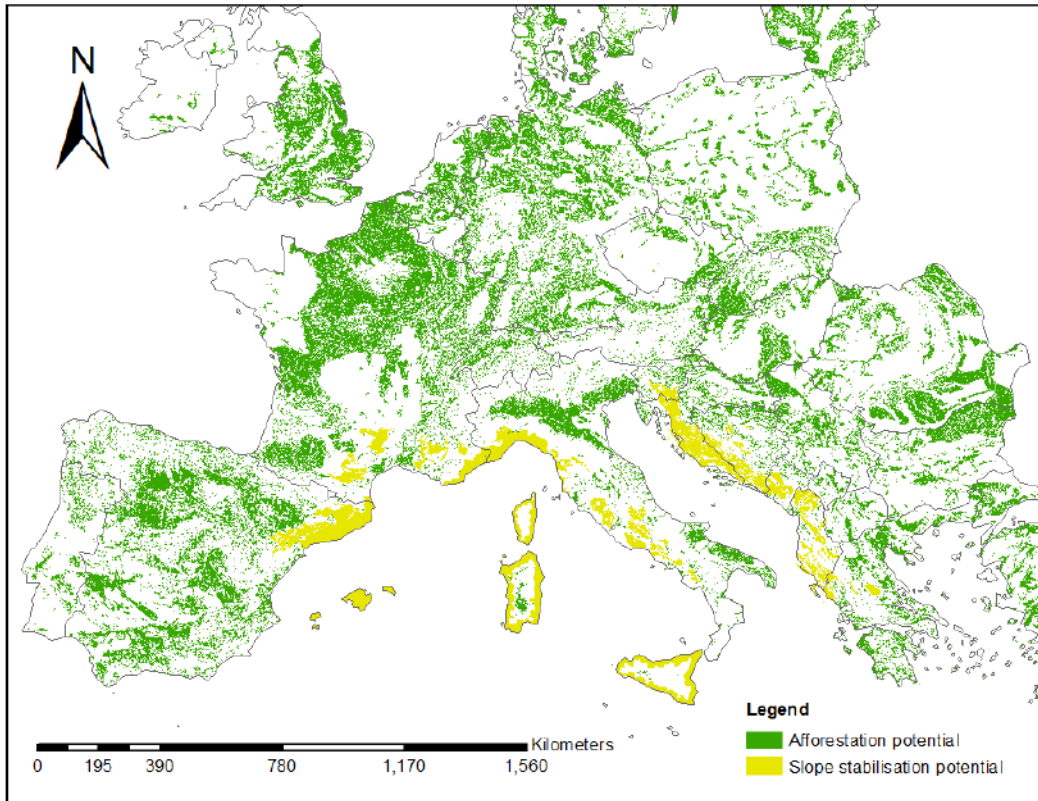 N
Legend
Afforestation potential
Slope stabilisation potential
Kilometers
0 195 390 780 1,170 1,560